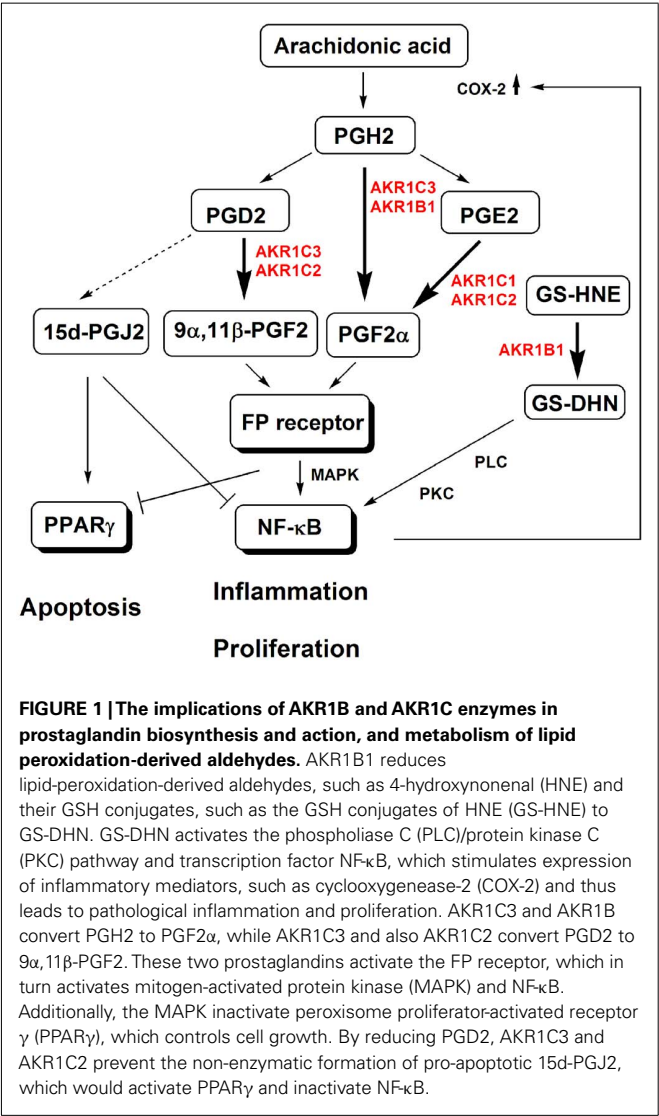 Arachidonic acid
COX-2
PGH2
AKR1C3
AKR1B1
PGD2
PGE2
AKR1C3
AKR1C2
AKR1C1
AKR1C2
GS-HNE
15d-PGJ2
9α,11β-PGF2
PGF2α
AKR1B1
GS-DHN
FP receptor
MAPK
PLC
PKC
PPARγ
NF-κB
Apoptosis
Inflammation
Proliferation
FIGURE 1 | The implications of AKR1B and AKR1C enzymes in
prostaglandin biosynthesis and action, and metabolism of lipid
peroxidation-derived aldehydes. AKR1B1 reduces
lipid-peroxidation-derived aldehydes, such as 4-hydroxynonenal (HNE) and
their GSH conjugates, such as the GSH conjugates of HNE (GS-HNE) to
GS-DHN. GS-DHN activates the phospholiase C (PLC)/protein kinase C
(PKC) pathway and transcription factor NF-κB, which stimulates expression
of inflammatory mediators, such as cyclooxygenease-2 (COX-2) and thus
leads to pathological inflammation and proliferation. AKR1C3 and AKR1B
convert PGH2 to PGF2α, while AKR1C3 and also AKR1C2 convert PGD2 to
9α,11β-PGF2. These two prostaglandins activate the FP receptor, which in
turn activates mitogen-activated protein kinase (MAPK) and NF-κB.
Additionally, the MAPK inactivate peroxisome proliferator-activated receptor
γ (PPARγ), which controls cell growth. By reducing PGD2, AKR1C3 and
AKR1C2 prevent the non-enzymatic formation of pro-apoptotic 15d-PGJ2,
which would activate PPARγ and inactivate NF-κB.